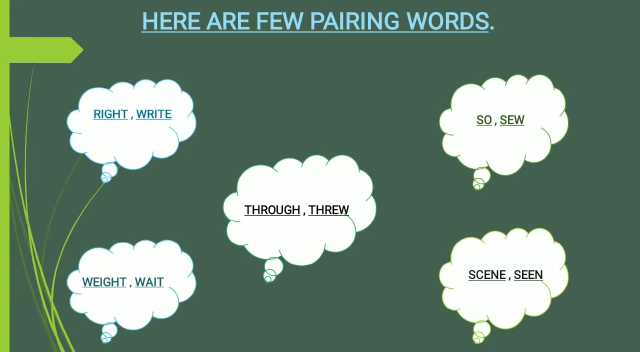 HERE ARE FEW PAIRING WORDS.
RIGHT , WRITE
SO , SEW
THROUGH , THREW
WEIGHT , WAIT
SCENE , SEEN